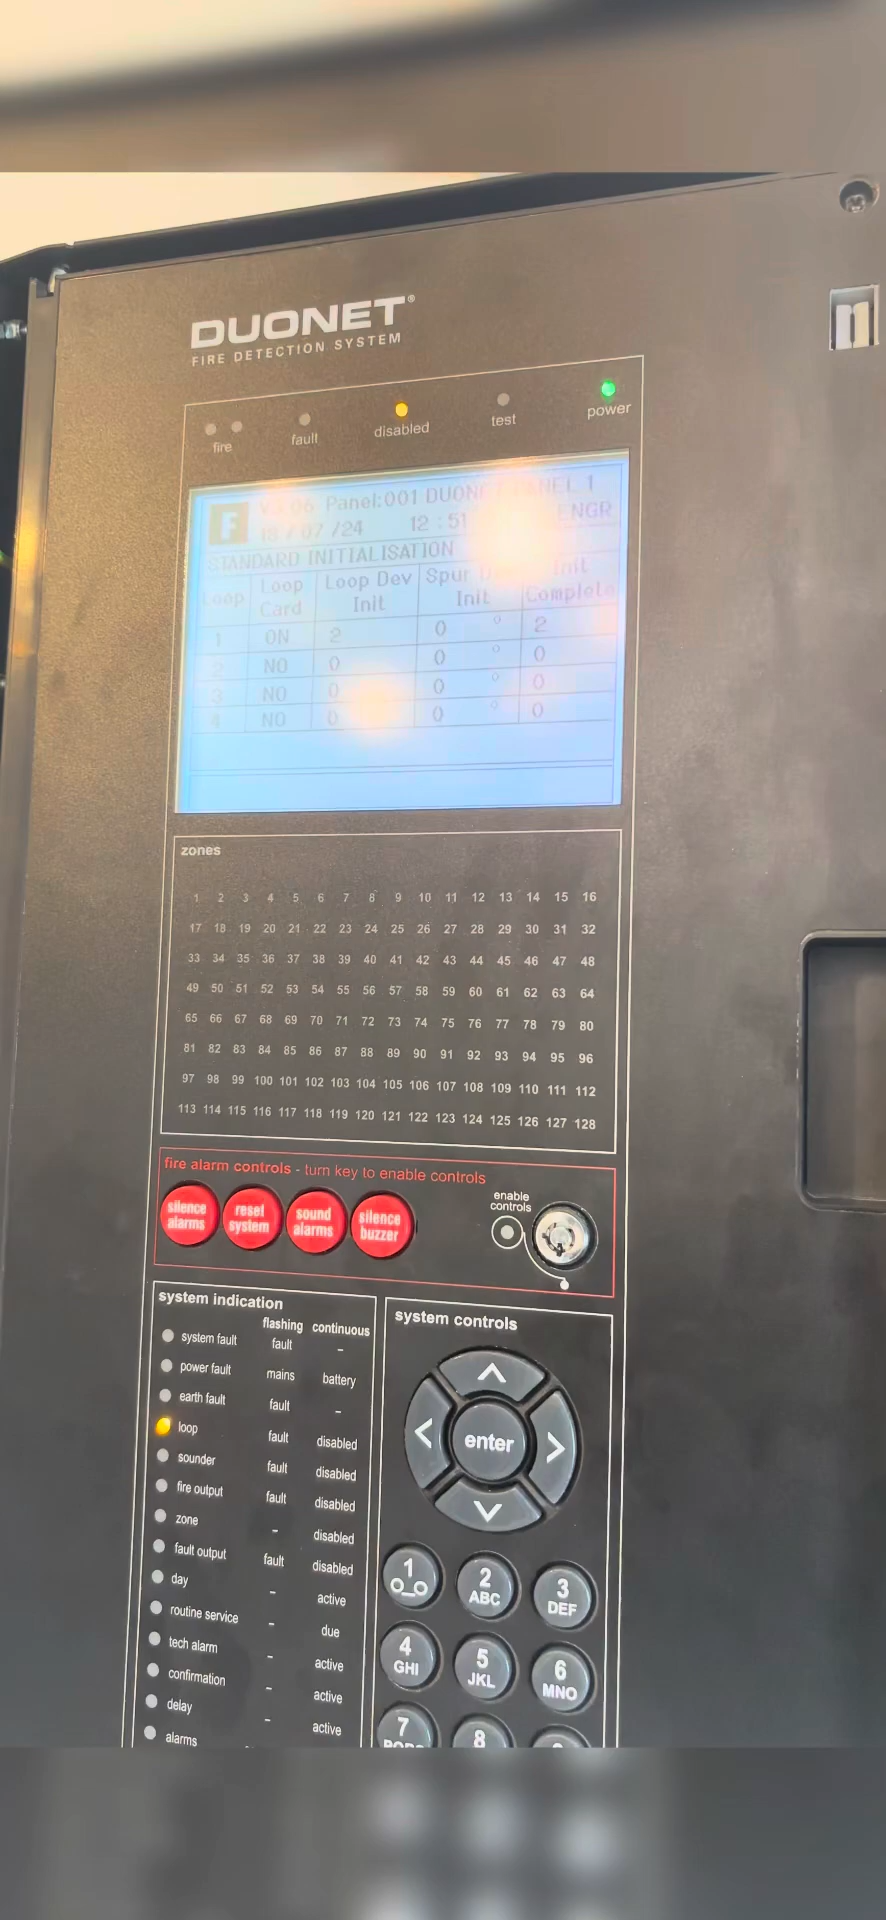 DUONET®
FIRE DETECTION SYSTEM
fire fault disabled test power
F Panel:001 DUONET PANEL 1
/07 /24 12 : 51 ENGR
STANDARD INITIALISATION
Loop Loop Card Loop Dev Init Spur Init Init Complete
1 ON 2 0 ° 2
2 NO 0 0 ° 0
3 NO 0 0 ° 0
4 NO 0 0 ° 0
zones
1 2 3 4 5 6 7 8 9 10 11 12 13 14 15 16
17 18 19 20 21 22 23 24 25 26 27 28 29 30 31 32
33 34 35 36 37 38 39 40 41 42 43 44 45 46 47 48
49 50 51 52 53 54 55 56 57 58 59 60 61 62 63 64
65 66 67 68 69 70 71 72 73 74 75 76 77 78 79 80
81 82 83 84 85 86 87 88 89 90 91 92 93 94 95 96
97 98 99 100 101 102 103 104 105 106 107 108 109 110 111 112
113 114 115 116 117 118 119 120 121 122 123 124 125 126 127 128
fire alarm controls - turn key to enable controls
silence alarms
reset system
sound alarms
silence buzzer
enable controls
system indication
flashing continuous
system fault fault -
power fault mains battery
earth fault fault -
loop fault disabled
sounder fault disabled
fire output fault disabled
zone - disabled
fault output fault disabled
day - active
routine service - due
tech alarm - active
confirmation - active
delay - active
alarms
system controls
enter
1
2 ABC
3 DEF
4 GHI
5 JKL
6 MNO
7
8